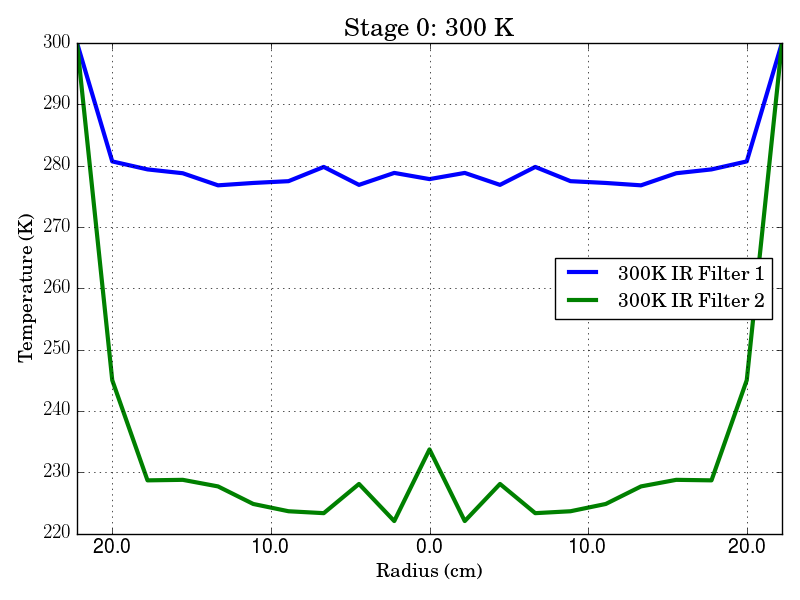 Stage 0: 300 K
300
290
280
270
260
250
240
230
220
Temperature (K)
300K IR Filter 1
300K IR Filter 2
20.0 10.0 0.0 10.0 20.0
Radius (cm)